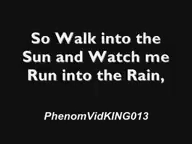 So Walk into the
Sun and Watch me
Run into the Rain,
PhenomVidKING013